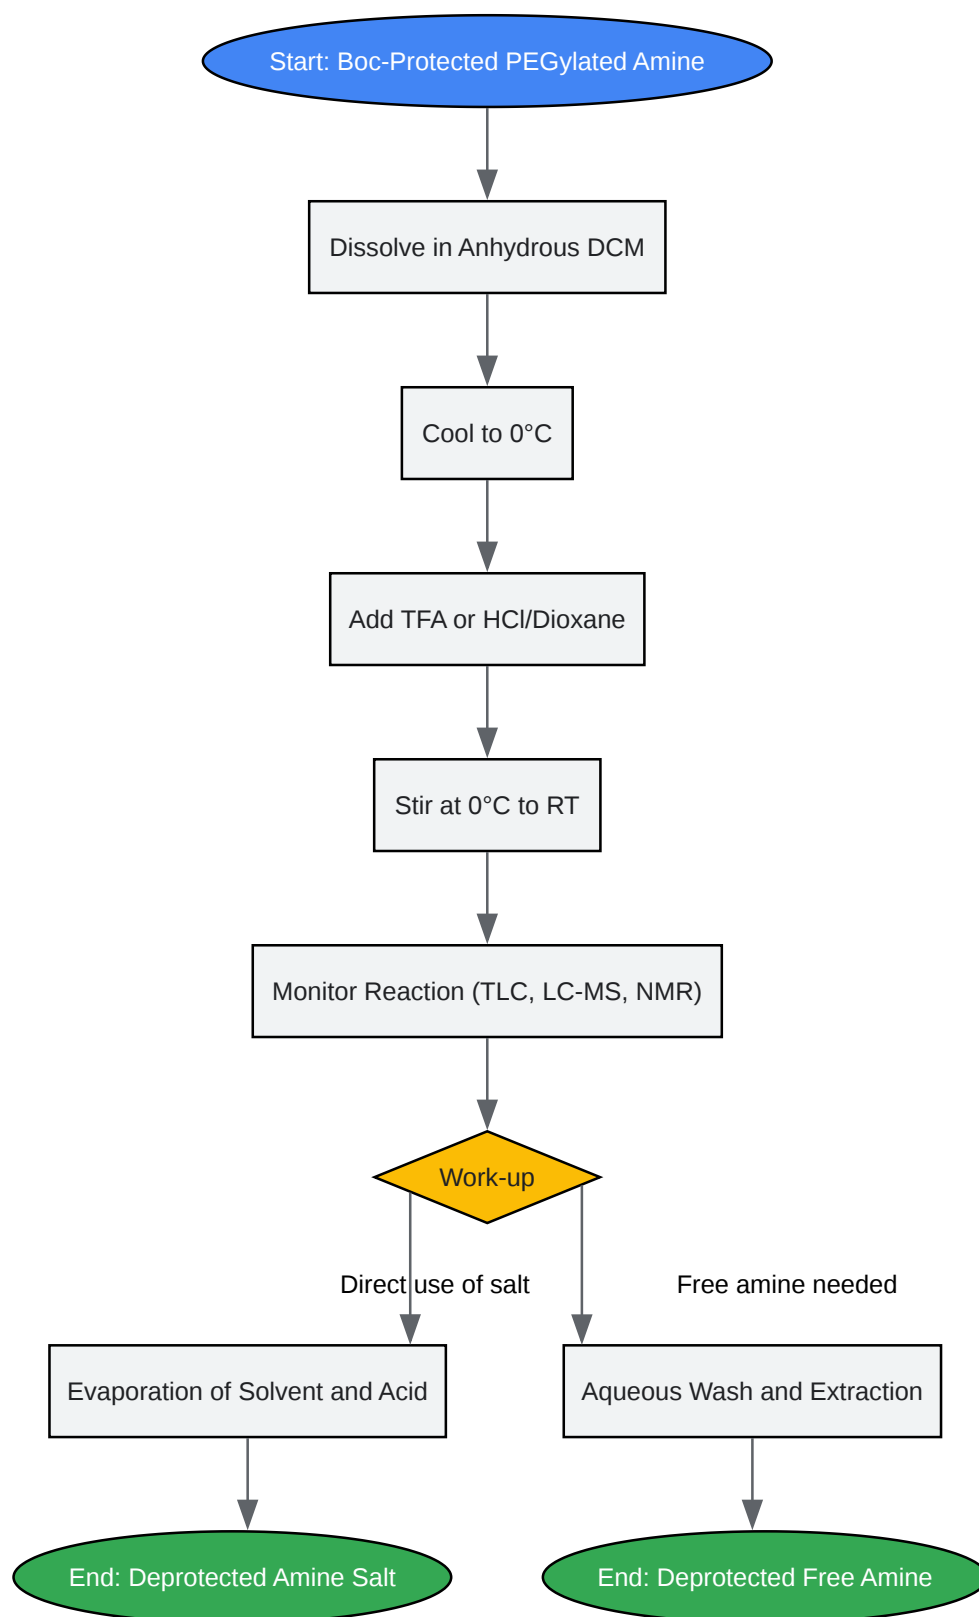 Start: Boc-Protected PEGylated Amine
Dissolve in Anhydrous DCM
Cool to 0°C
Add TFA or HCl/Dioxane
Stir at 0°C to RT
Monitor Reaction (TLC, LC-MS, NMR)
Work-up
Direct use of salt
Free amine needed
Evaporation of Solvent and Acid
Aqueous Wash and Extraction
End: Deprotected Amine Salt
End: Deprotected Free Amine